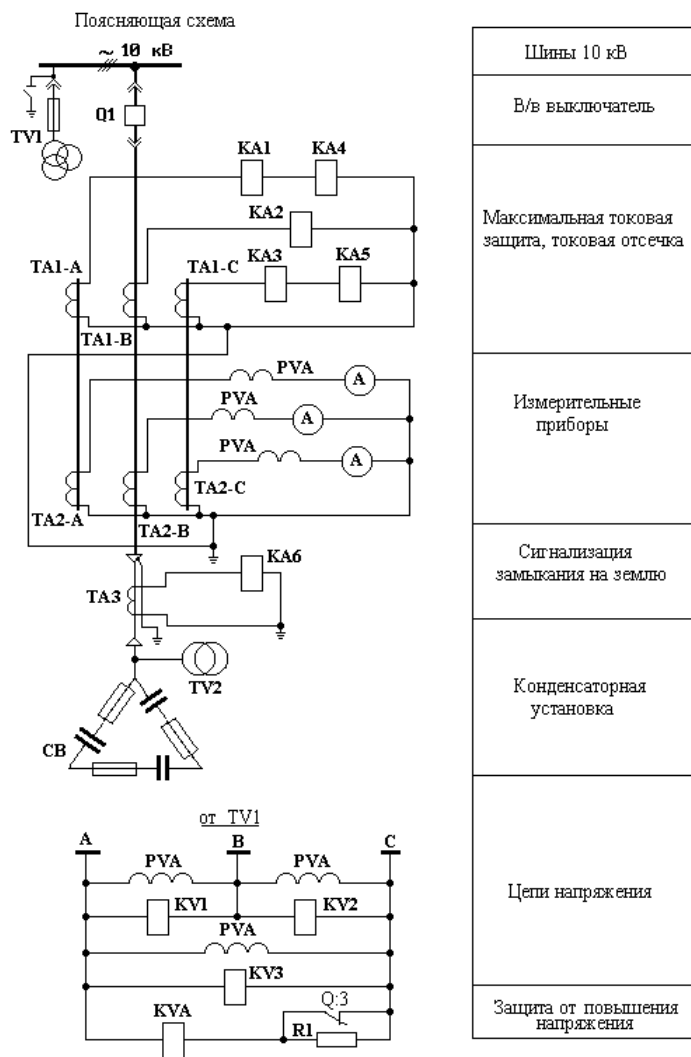 Поясняющая схема
~ 10 кВ
Q1
TV1
KA1
KA4
KA2
KA3
KA5
TA1-A
TA1-C
TA1-B
PVA
A
PVA
A
PVA
A
TA2-A
TA2-C
TA2-B
KA6
TA3
TV2
CB
от TV1
A
B
C
PVA
PVA
KV1
KV2
PVA
KV3
Q:3
KVA
R1
Шины 10 кВ
В/в выключатель
Максимальная токовая
защита, токовая отсечка
Измерительные
приборы
Сигнализация
замыкания на землю
Конденсаторная
установка
Цепи напряжения
Защита от повышения
напряжения